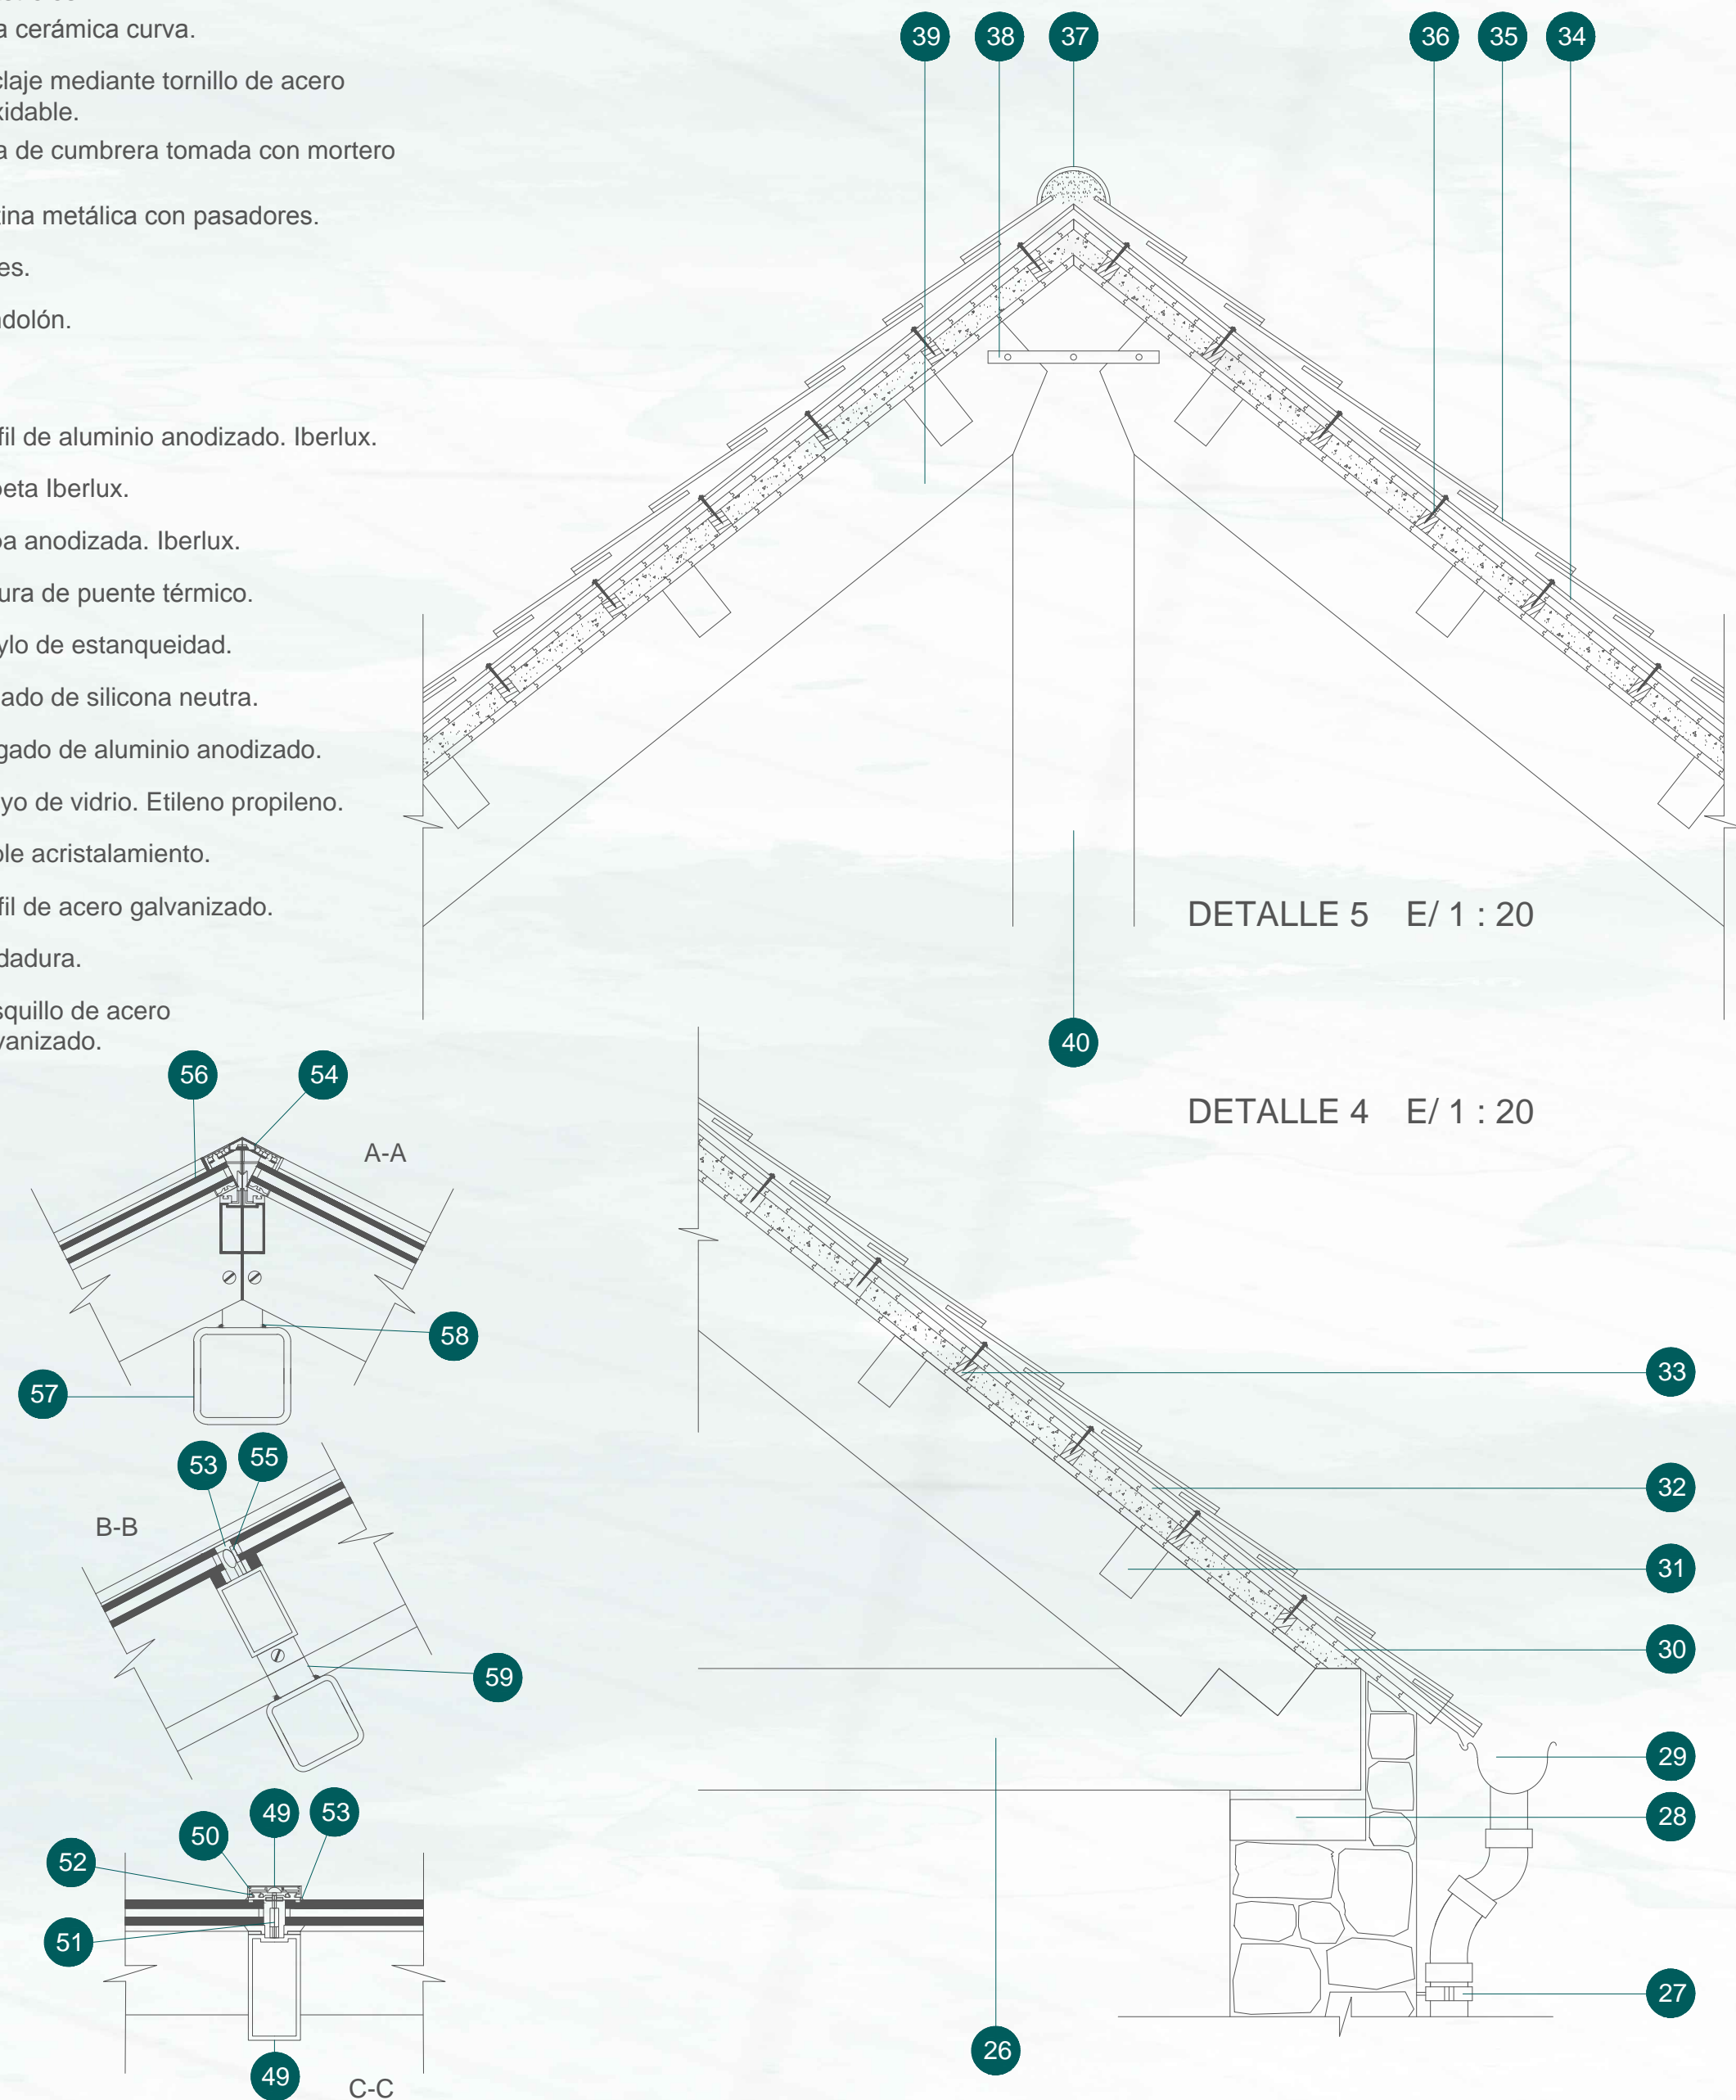 a cerámica curva.
claje mediante tornillo de acero
xidable.
a de cumbrera tomada con mortero
tina metálica con pasadores.
es.
ndolón.
fil de aluminio anodizado. Iberlux.
peta Iberlux.
pa anodizada. Iberlux.
ura de puente térmico.
ylo de estanqueidad.
lado de silicona neutra.
gado de aluminio anodizado.
yo de vidrio. Etileno propileno.
ble acristalamiento.
fil de acero galvanizado.
dadura.
squillo de acero
vanizado.
39 38 37 36 35 34
DETALLE 5 E/ 1 : 20
40
DETALLE 4 E/ 1 : 20
56 54
A-A
58
57
53 55
B-B
59
49 53
50
52
51
49
C-C
33
32
31
30
29
28
27
26